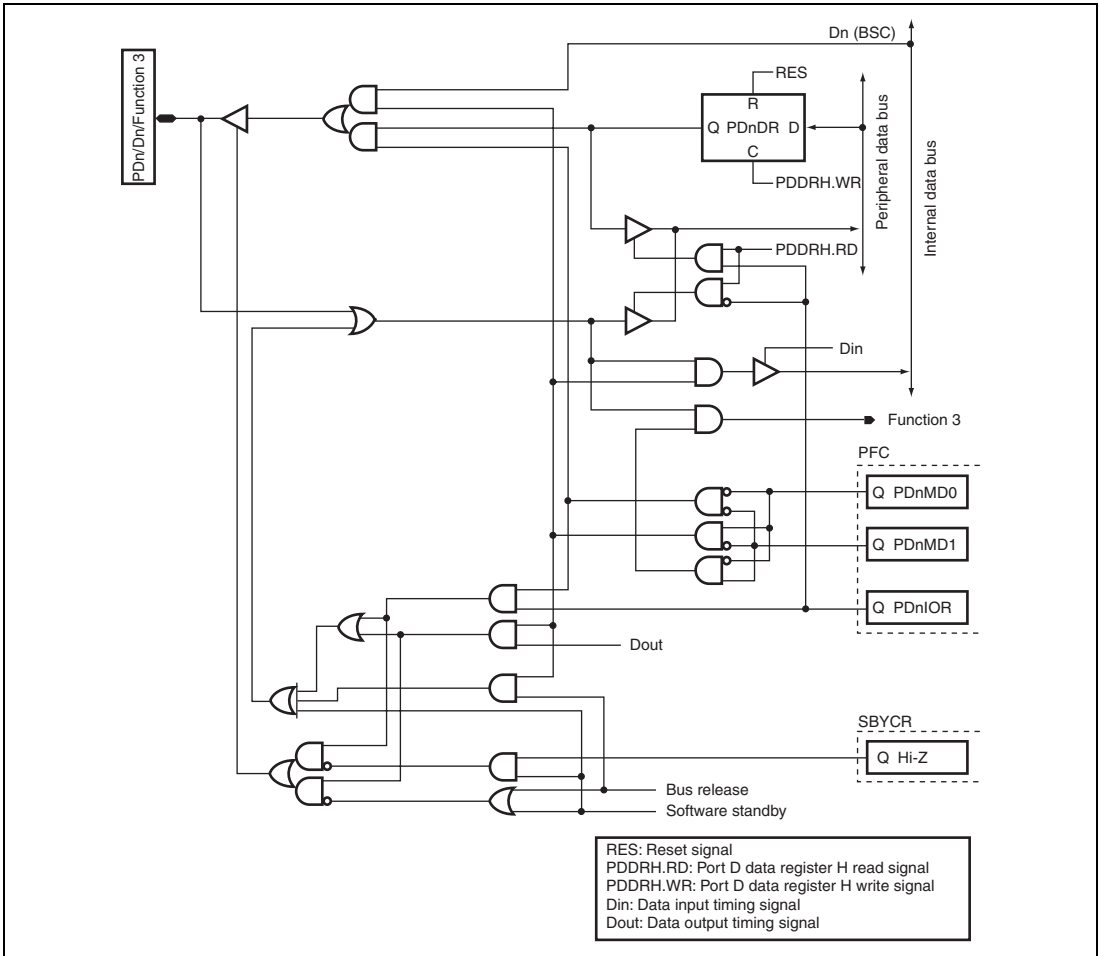 PDn/Dn/Function 3
Dn (BSC)
RES
R
Q PDnDR D
C
PDDRH.WR
Peripheral data bus
Internal data bus
PDDRH.RD
Din
Function 3
PFC
Q PDnMD0
Q PDnMD1
Q PDnIOR
Dout
SBYCR
Q Hi-Z
Bus release
Software standby
RES: Reset signal
PDDRH.RD: Port D data register H read signal
PDDRH.WR: Port D data register H write signal
Din: Data input timing signal
Dout: Data output timing signal